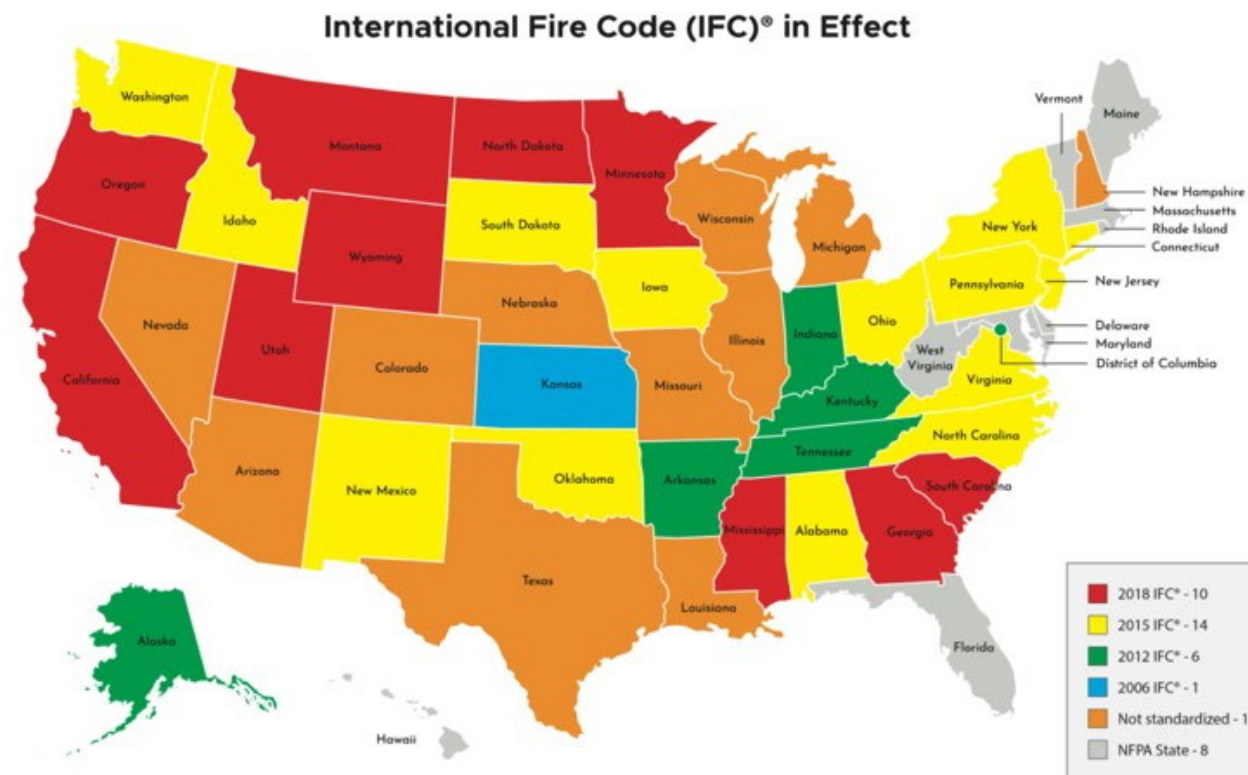 International Fire Code (IFC)® in Effect
Washington
Montana
North Dakota
Minnesota
Vermont
Maine
Oregon
Idaho
South Dakota
Wisconsin
Michigan
New York
New Hampshire
Massachusetts
Rhode Island
Connecticut
Wyoming
Iowa
Pennsylvania
New Jersey
Nebraska
Nevada
Utah
Colorado
Illinois
Indiana
Ohio
West
Virginia
Delaware
Maryland
District of Columbia
California
Kansas
Missouri
Kentucky
Virginia
Arizona
New Mexico
Oklahoma
Arkansas
Tennessee
North Carolina
South Carolina
Mississippi
Alabama
Georgia
Texas
Louisiana
Florida
Alaska
Hawaii
2018 IFC® - 10
2015 IFC® - 14
2012 IFC® - 6
2006 IFC® - 1
Not standardized - 1
NFPA State - 8